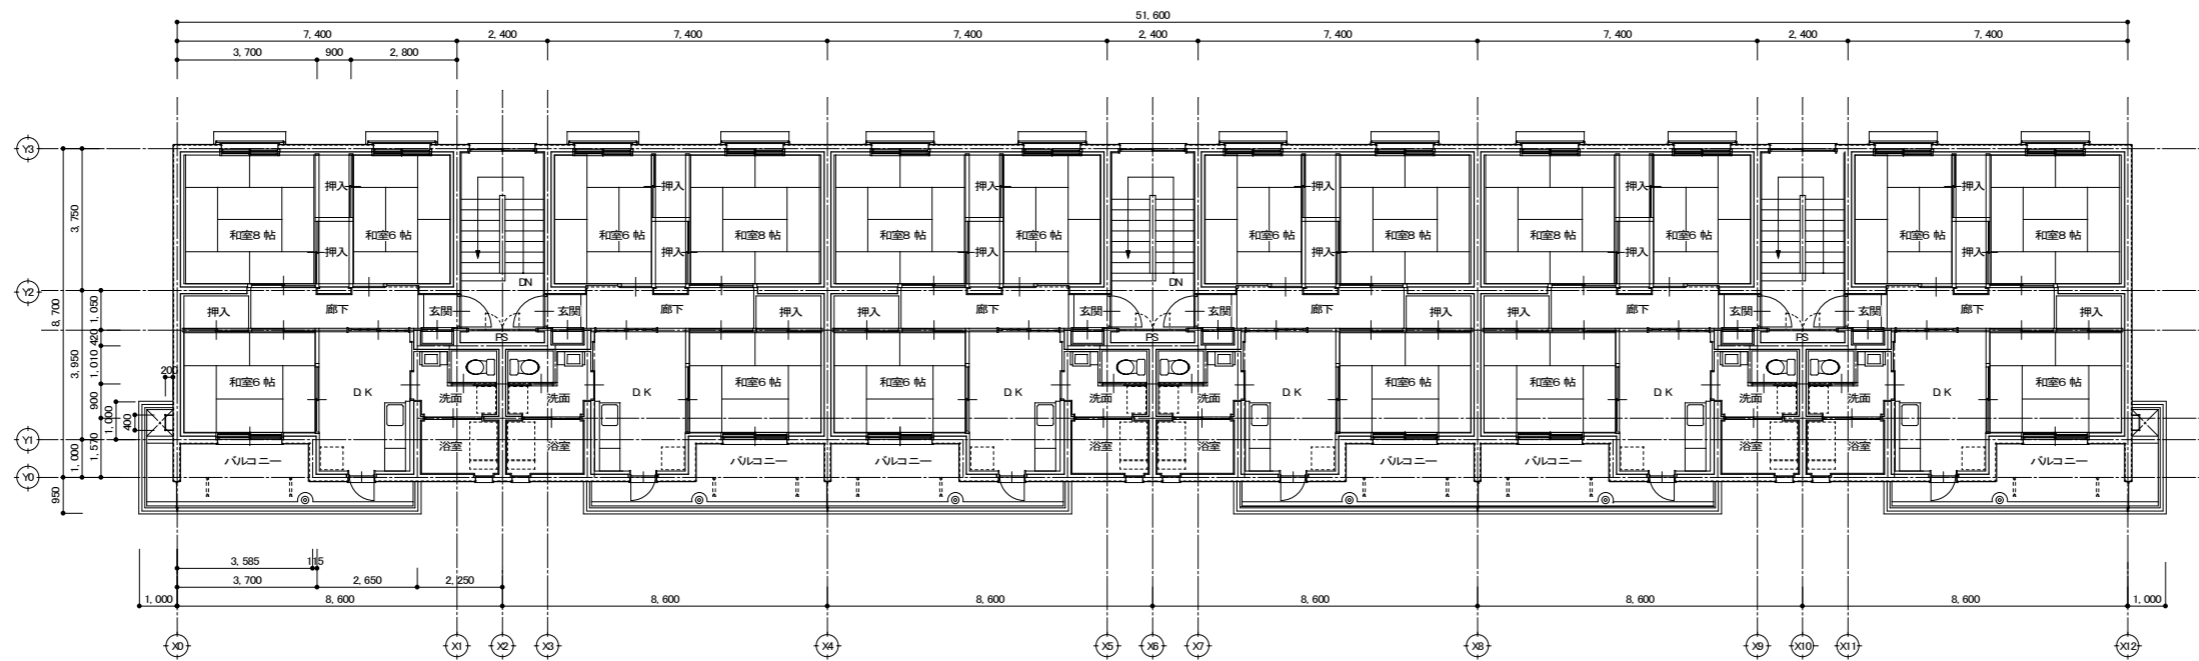 51,600
7,400 2,400 7,400 7,400 2,400 7,400 7,400 2,400 7,400
3,700 900 2,800
Y3
押入 押入 押入 押入 押入 押入
3,750
和室8帖 和室6帖 和室6帖 和室8帖 和室8帖 和室6帖 和室6帖 和室8帖 和室8帖 和室6帖 和室6帖 和室8帖
押入 押入 押入 押入 押入 押入
DN DN
Y2
8,700
1,050
押入 廊下 玄関 玄関 廊下 押入 押入 廊下 玄関 玄関 廊下 押入 押入 廊下 玄関 玄関 廊下 押入
420
PS PS PS
3,950
1,010
200
和室6帖 和室6帖 和室6帖 和室6帖 和室6帖 和室6帖
DK DK DK DK DK DK
洗面 洗面 洗面 洗面 洗面 洗面
900
1,000
400
Y1
1,570
1,000
浴室 浴室 浴室 浴室 浴室 浴室
バルコニー バルコニー バルコニー バルコニー バルコニー バルコニー
Y0
950
3,585 115
3,700 2,650 2,250
1,000 8,600 8,600 8,600 8,600 8,600 8,600 1,000
X0 X1 X2 X3 X4 X5 X6 X7 X8 X9 X10 X11 X12